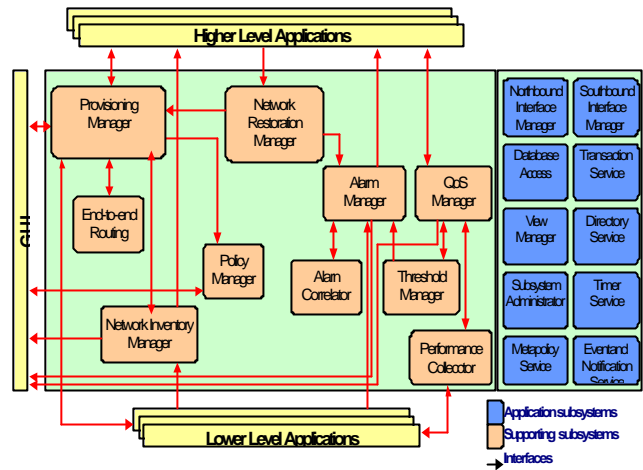 Higher Level Applications
Provisioning
Manager
Network
Restoration
Manager
Northbound
Interface
Manager
Southbound
Interface
Manager
Database
Access
Transaction
Service
Alarm
Manager
QoS
Manager
End-to-end
Routing
View
Manager
Directory
Service
GUI
Policy
Manager
Alarm
Correlator
Threshold
Manager
Subsystem
Administrator
Timer
Service
Network Inventory
Manager
Performance
Collector
Metapolicy
Service
Event and
Notification
Service
Lower Level Applications
Application subsystems
Supporting subsystems
Interfaces